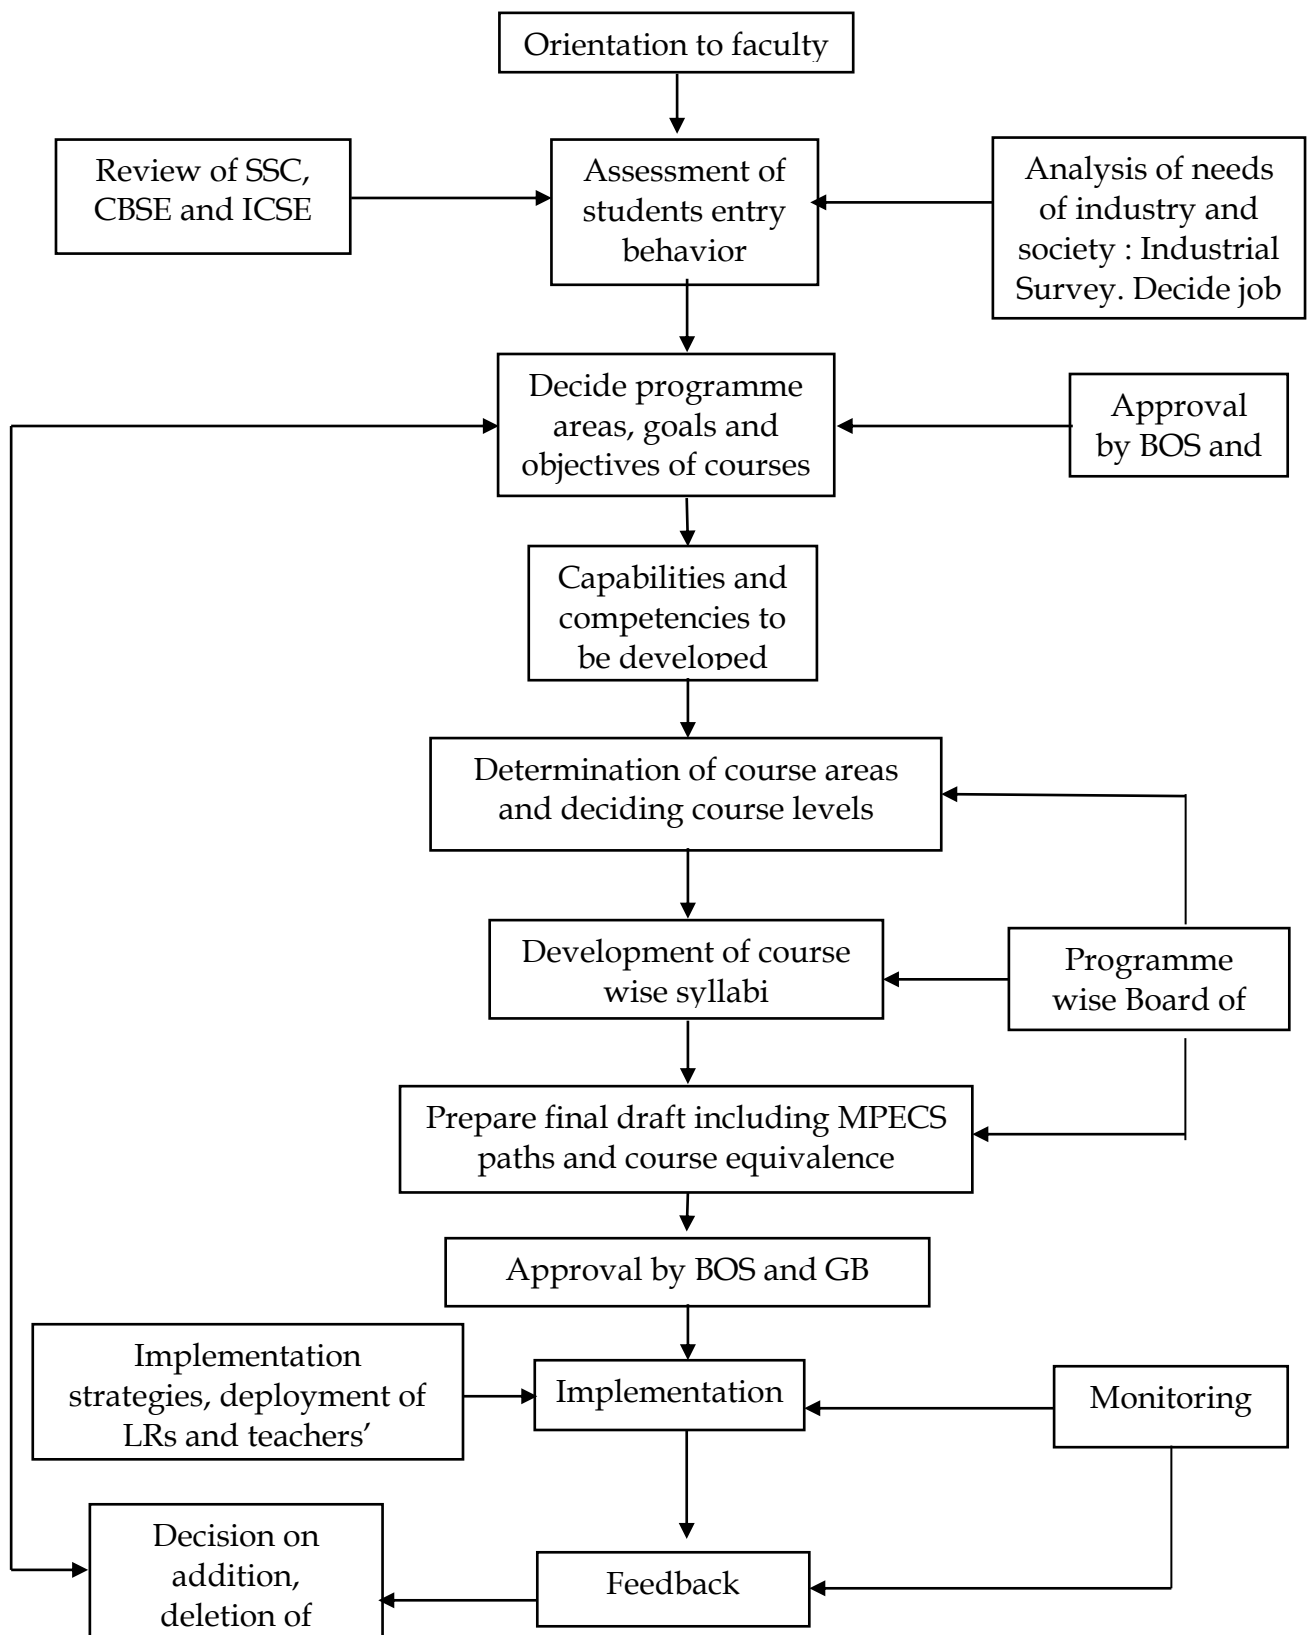 Orientation to faculty
Review of SSC,
CBSE and ICSE
Assessment of
students entry
behavior
Analysis of needs
of industry and
society : Industrial
Survey. Decide job
Decide programme
areas, goals and
objectives of courses
Approval
by BOS and
Capabilities and
competencies to
be developed
Determination of course areas
and deciding course levels
Development of course
wise syllabi
Programme
wise Board of
Prepare final draft including MPECS
paths and course equivalence
Approval by BOS and GB
Implementation
strategies, deployment of
LRs and teachers’
Implementation
Monitoring
Decision on
addition,
deletion of
Feedback